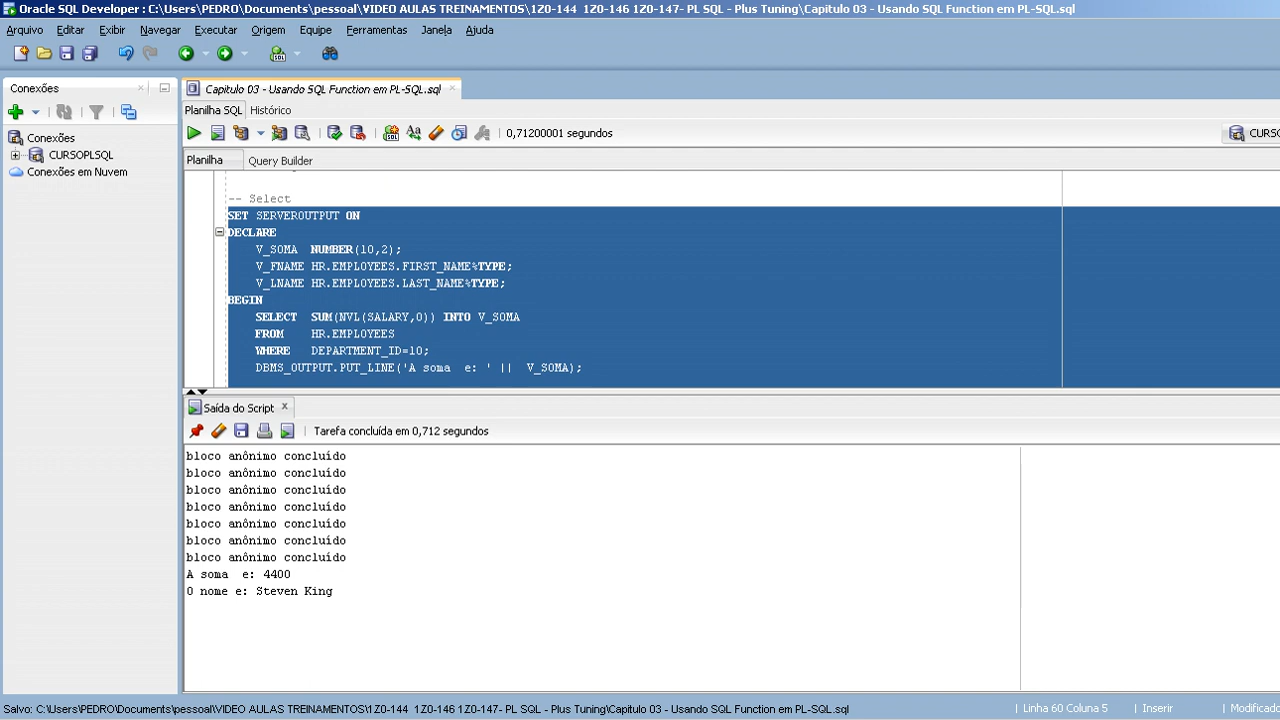 Oracle SQL Developer : C:\Users\PEDRO\Documents\pessoal\VIDEO AULAS TREINAMENTOS\1Z0-144  1Z0-146 1Z0-147- PL SQL - Plus Tuning\Capitulo 03 - Usando SQL Function em PL-SQL.sql
Arquivo Editar Exibir Navegar Executar Origem Equipe Ferramentas Janela Ajuda
Conexões
Capitulo 03 - Usando SQL Function em PL-SQL.sql
Planilha SQL Histórico
0,71200001 segundos
CURSO
Conexões
CURSOPLSQL
Conexões em Nuvem
Planilha Query Builder
-- Select
SET SERVEROUTPUT ON
DECLARE
V_SOMA  NUMBER(10,2);
V_FNAME HR.EMPLOYEES.FIRST_NAME%TYPE;
V_LNAME HR.EMPLOYEES.LAST_NAME%TYPE;
BEGIN
SELECT  SUM(NVL(SALARY,0)) INTO V_SOMA
FROM    HR.EMPLOYEES
WHERE   DEPARTMENT_ID=10;
DBMS_OUTPUT.PUT_LINE('A soma  e: ' ||  V_SOMA);
Saída do Script
Tarefa concluída em 0,712 segundos
bloco anônimo concluído
bloco anônimo concluído
bloco anônimo concluído
bloco anônimo concluído
bloco anônimo concluído
bloco anônimo concluído
bloco anônimo concluído
A soma  e: 4400
O nome e: Steven King
Salvo: C:\Users\PEDRO\Documents\pessoal\VIDEO AULAS TREINAMENTOS\1Z0-144  1Z0-146 1Z0-147- PL SQL - Plus Tuning\Capitulo 03 - Usando SQL Function em PL-SQL.sql
Linha 60 Coluna 5 | Inserir | Modificado